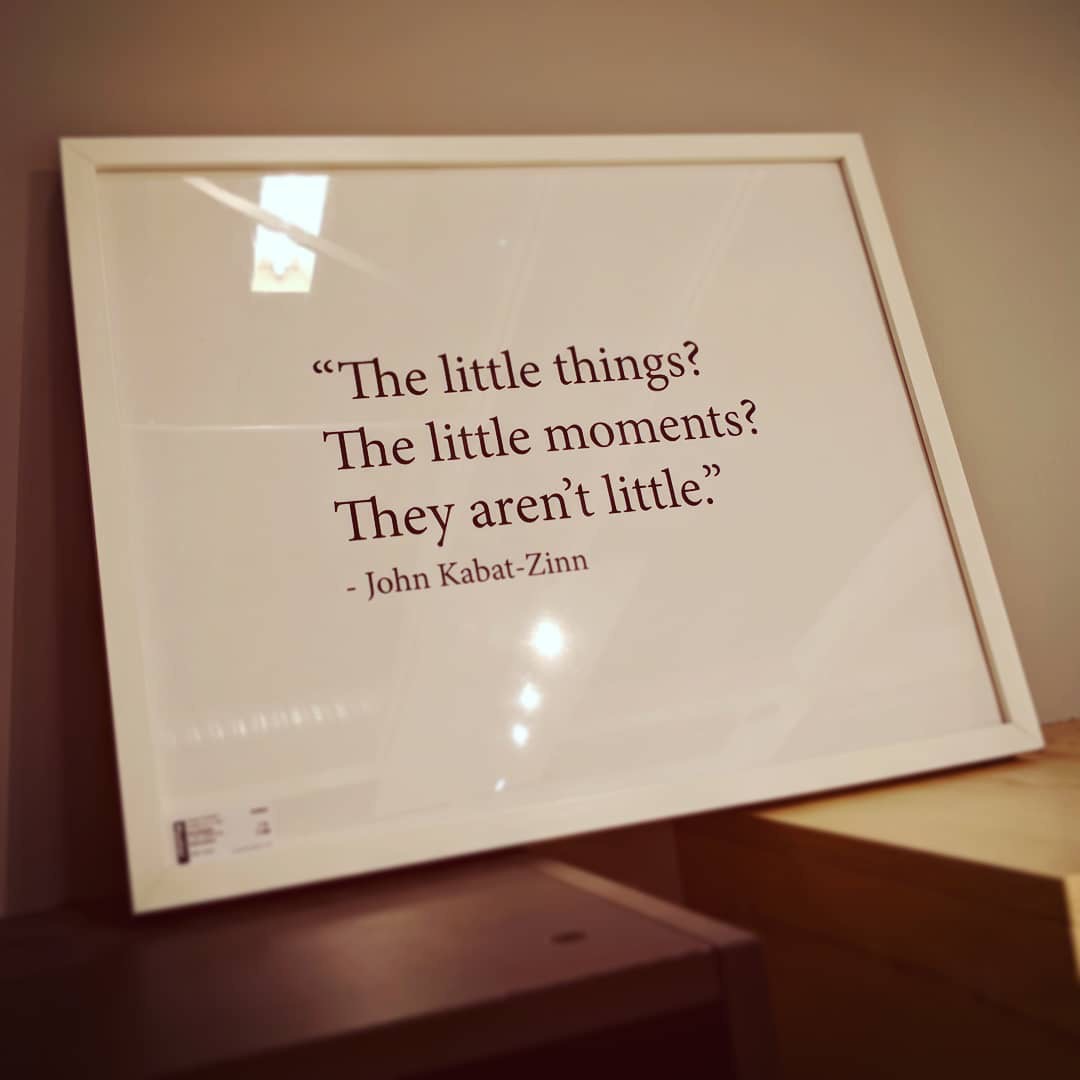 “The little things?
The little moments?
They aren’t little.”
- John Kabat-Zinn